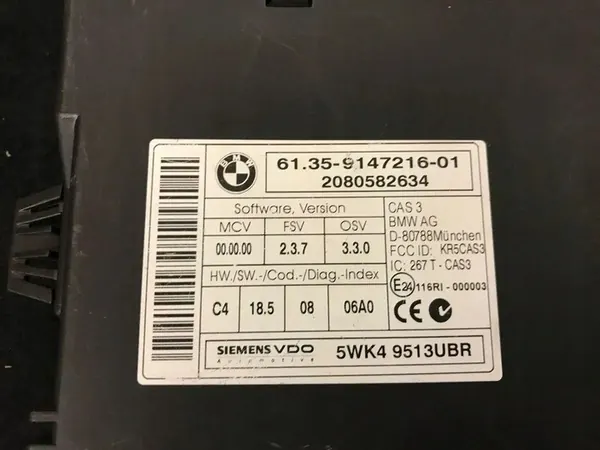 BMW
61.35-9147216-01
2080582634
Software, Version
MCV FSV OSV
00.00.00 2.3.7 3.3.0
HW./SW.-/Cod.-/Diag.-Index
C4 18.5 08 06A0
CAS 3
BMW AG
D-80788München
FCC ID: KR5CAS3
IC: 267T-CAS3
E24 116RI-000003
CE
SIEMENS VDO
Automotive
5WK4 9513UBR